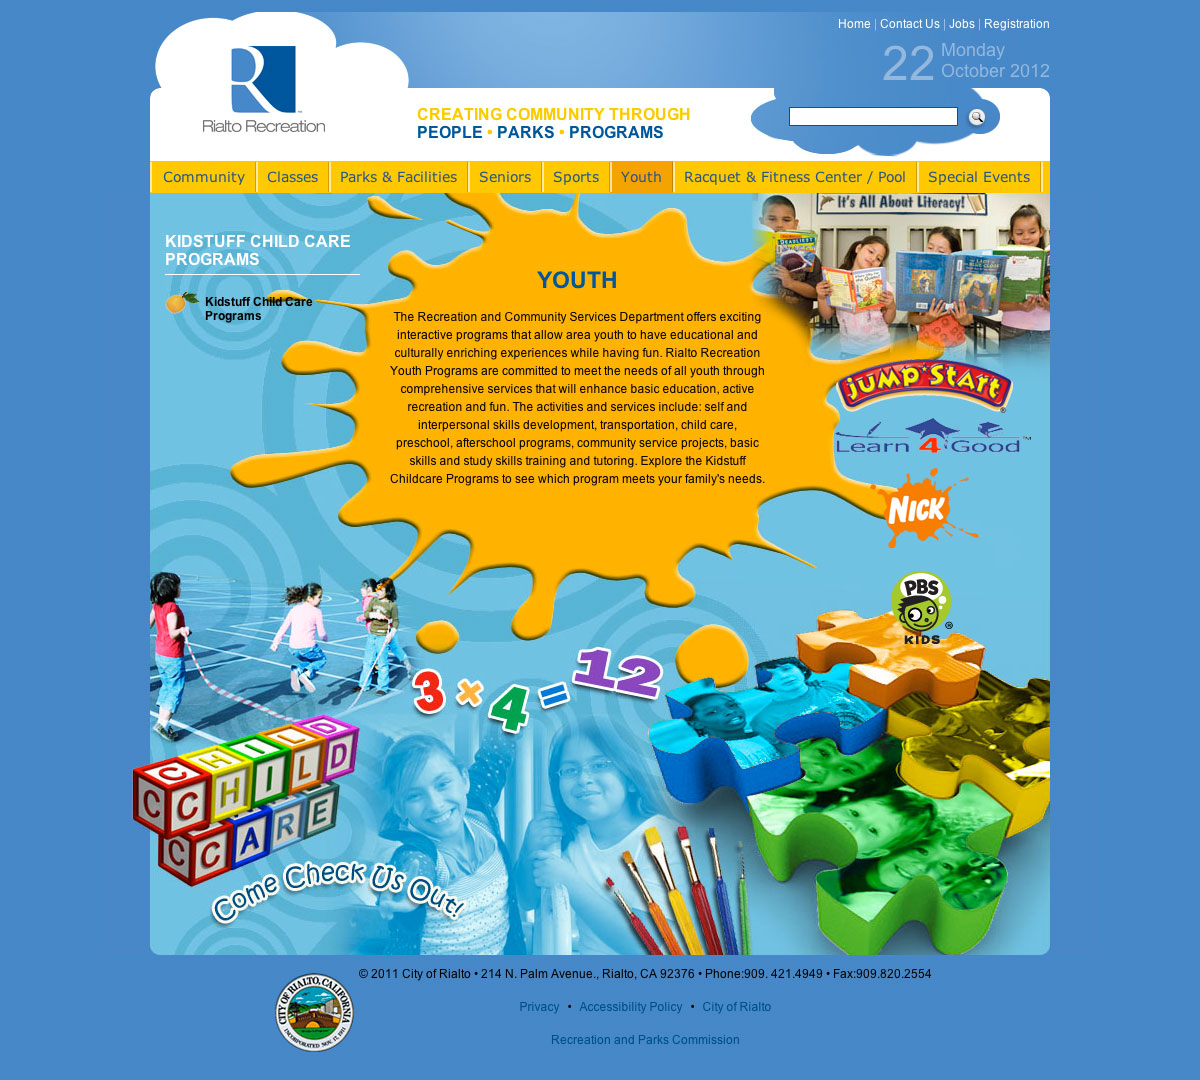 Home | Contact Us | Jobs | Registration
22 Monday
October 2012
R
Rialto Recreation
CREATING COMMUNITY THROUGH
PEOPLE • PARKS • PROGRAMS
Community Classes Parks & Facilities Seniors Sports Youth Racquet & Fitness Center / Pool Special Events
It's All About Literacy!
DEADLIEST
KIDSTUFF CHILD CARE
PROGRAMS
Kidstuff Child Care
Programs
YOUTH
The Recreation and Community Services Department offers exciting
interactive programs that allow area youth to have educational and
culturally enriching experiences while having fun. Rialto Recreation
Youth Programs are committed to meet the needs of all youth through
comprehensive services that will enhance basic education, active
recreation and fun. The activities and services include: self and
interpersonal skills development, transportation, child care,
preschool, afterschool programs, community service projects, basic
skills and study skills training and tutoring. Explore the Kidstuff
Childcare Programs to see which program meets your family's needs.
JUMP START®
Learn 4 Good™
NICK
PBS
KIDS®
3 × 4 = 12
CCHILD
CCARE
Come Check Us Out!
© 2011 City of Rialto • 214 N. Palm Avenue., Rialto, CA 92376 • Phone:909. 421.4949 • Fax:909.820.2554
CITY OF RIALTO, CALIFORNIA
INCORPORATED NOV. 17, 1911
Privacy • Accessibility Policy • City of Rialto
Recreation and Parks Commission